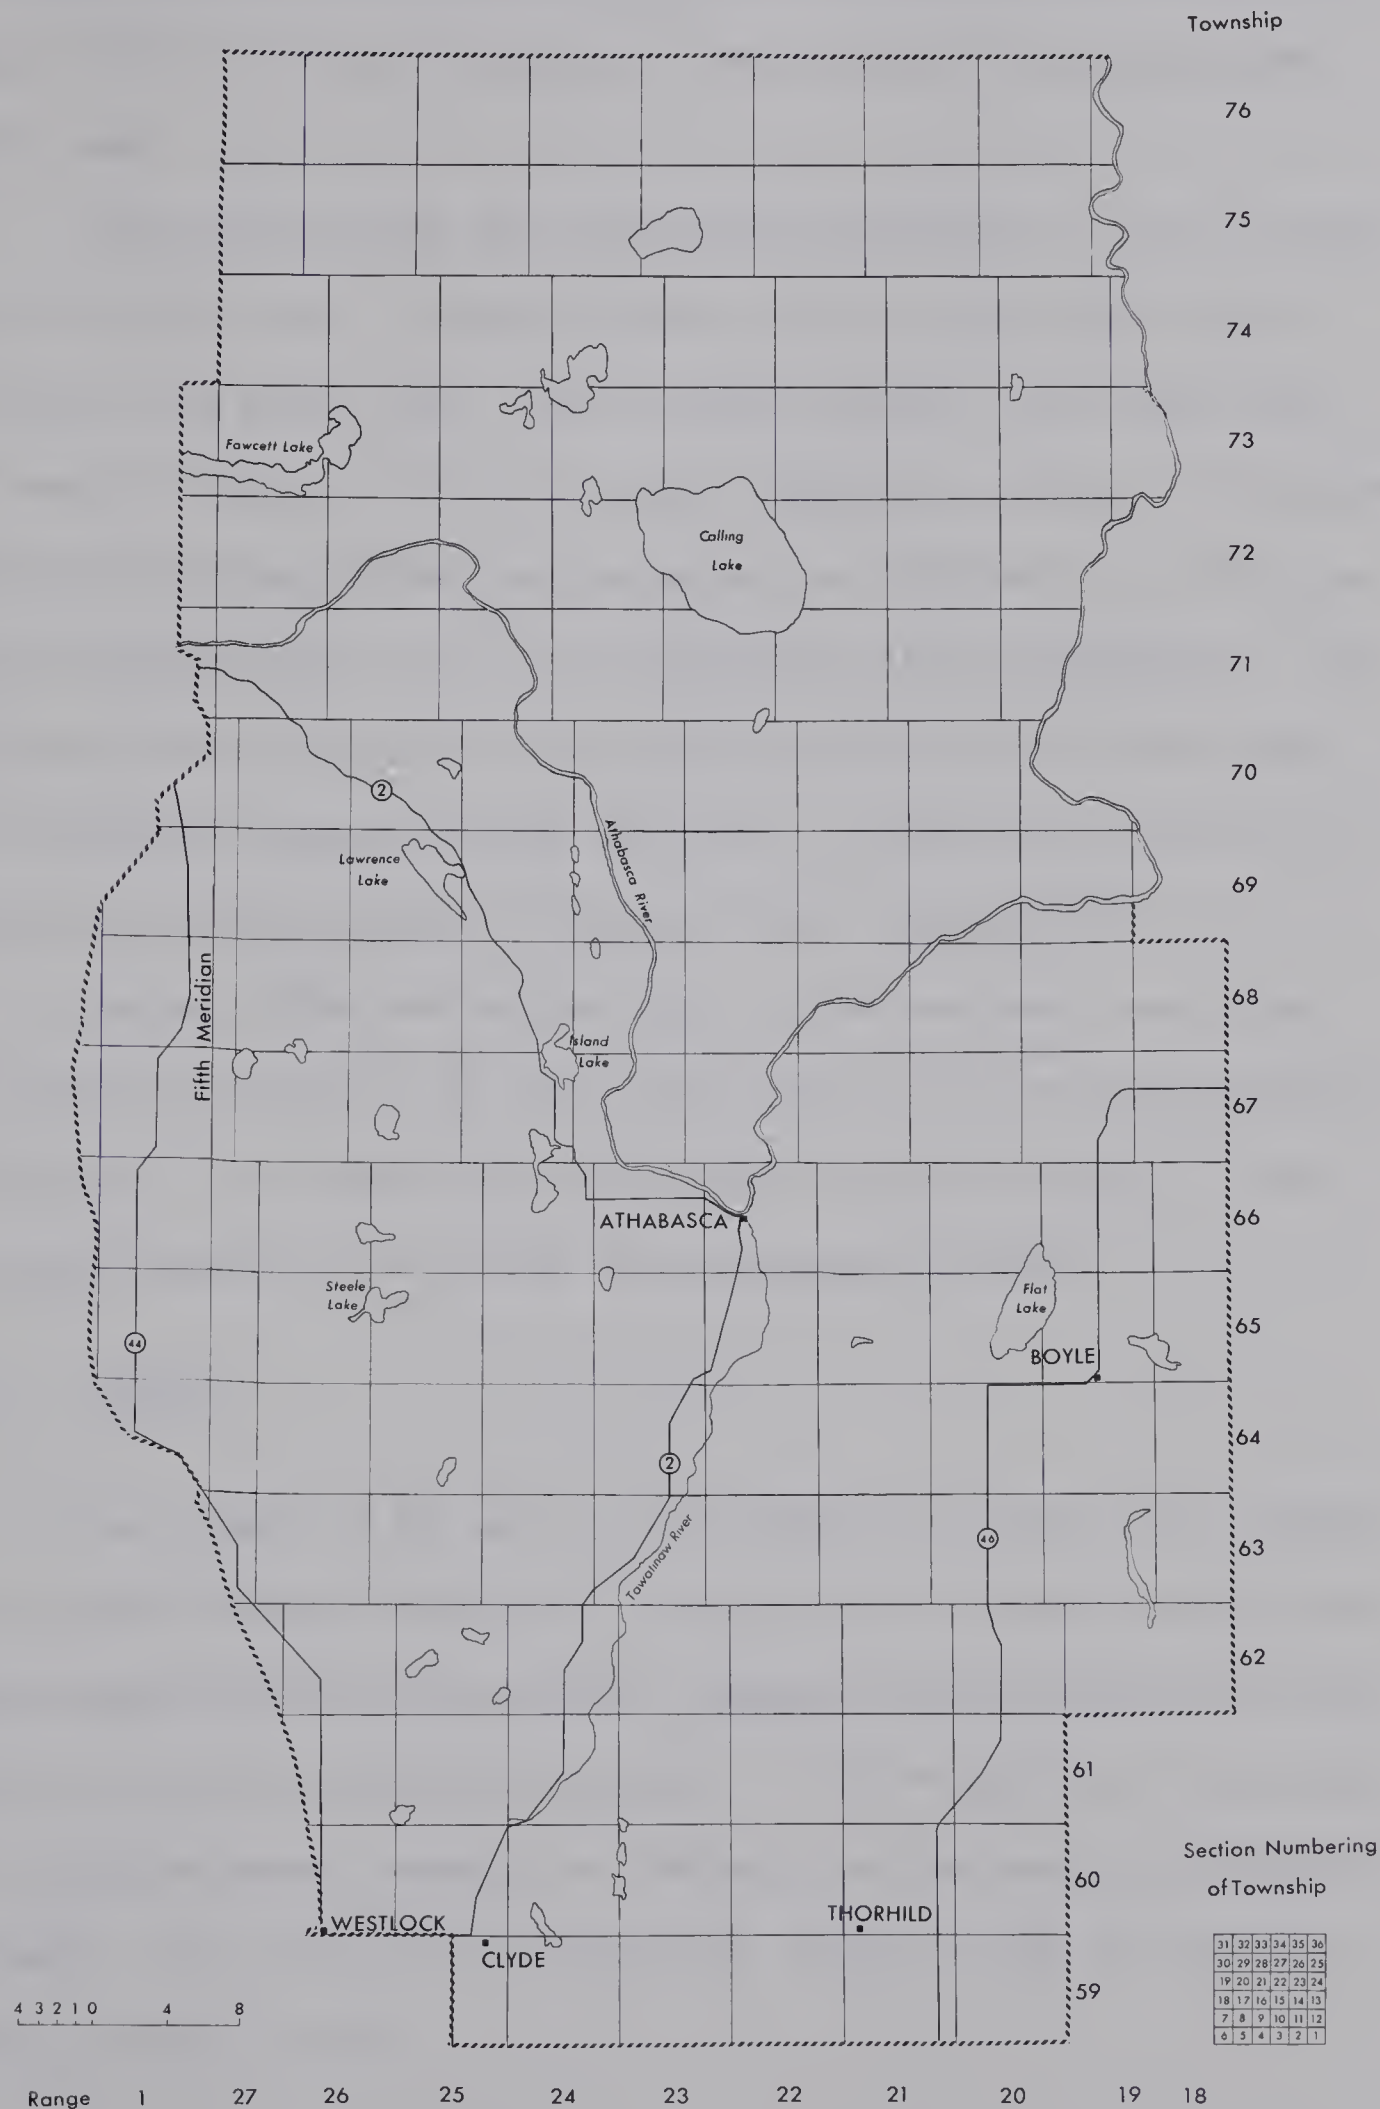 Township
76
75
74
73
Fawcett Lake
Calling
Lake
72
71
70
2
Athabasca River
Lawrence
Lake
69
Fifth Meridian
68
Island
Lake
67
ATHABASCA
66
Steele
Lake
Flat
Lake
65
44
BOYLE
64
2
46
63
Tawatinaw River
62
61
Section Numbering
of Township
60
WESTLOCK
THORHILD
CLYDE
31 32 33 34 35 36
30 29 28 27 26 25
19 20 21 22 23 24
18 17 16 15 14 13
7 8 9 10 11 12
6 5 4 3 2 1
59
4 3 2 1 0 4 8
Range 1 27 26 25 24 23 22 21 20 19 18